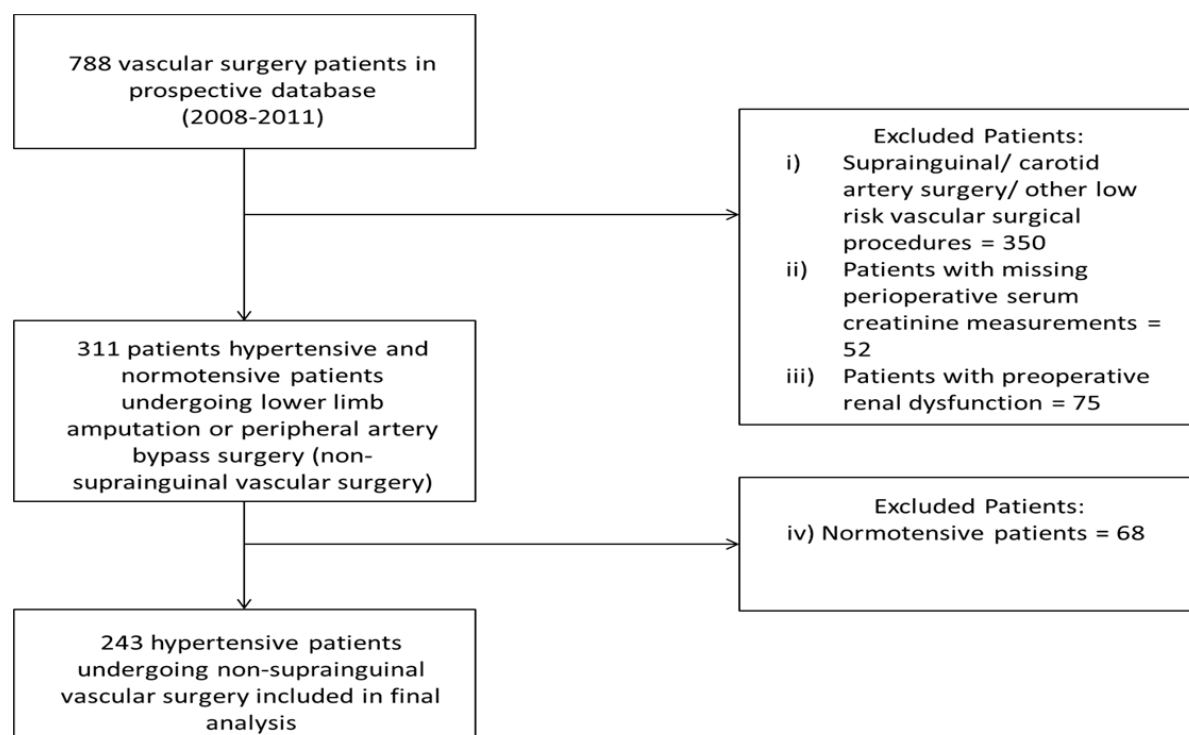 788 vascular surgery patients in
prospective database
(2008-2011)
Excluded Patients:
i) Suprainguinal/ carotid
artery surgery/ other low
risk vascular surgical
procedures = 350
ii) Patients with missing
perioperative serum
creatinine measurements =
52
iii) Patients with preoperative
renal dysfunction = 75
311 patients hypertensive and
normotensive patients
undergoing lower limb
amputation or peripheral artery
bypass surgery (non-
suprainguinal vascular surgery)
Excluded Patients:
iv) Normotensive patients = 68
243 hypertensive patients
undergoing non-suprainguinal
vascular surgery included in final
analysis